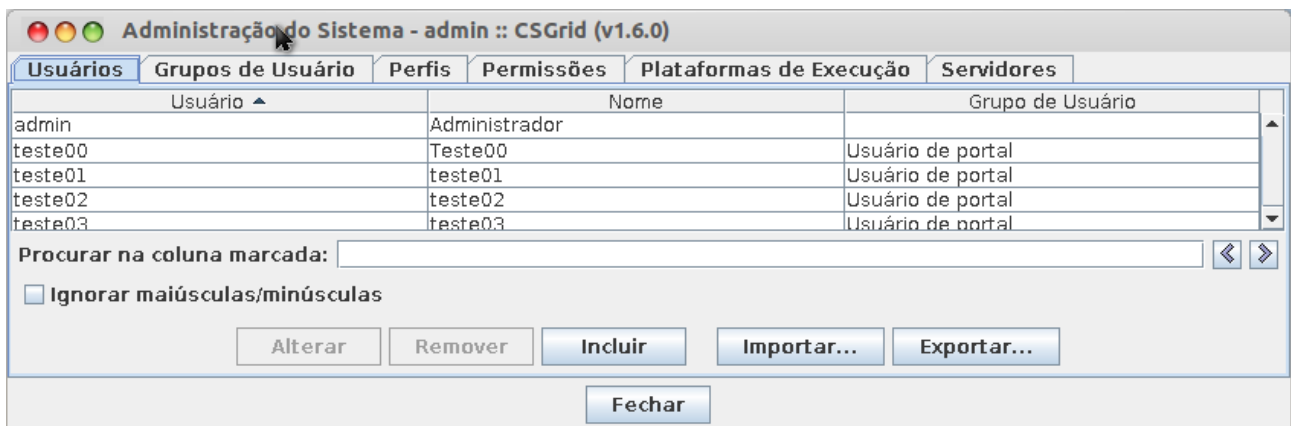 Administração do Sistema - admin :: CSGrid (v1.6.0)
Usuários Grupos de Usuário Perfis Permissões Plataformas de Execução Servidores
Usuário Nome Grupo de Usuário
admin Administrador
teste00 Teste00 Usuário de portal
teste01 teste01 Usuário de portal
teste02 teste02 Usuário de portal
teste03 teste03 Usuário de portal
Procurar na coluna marcada:
Ignorar maiúsculas/minúsculas
Alterar Remover Incluir Importar... Exportar...
Fechar